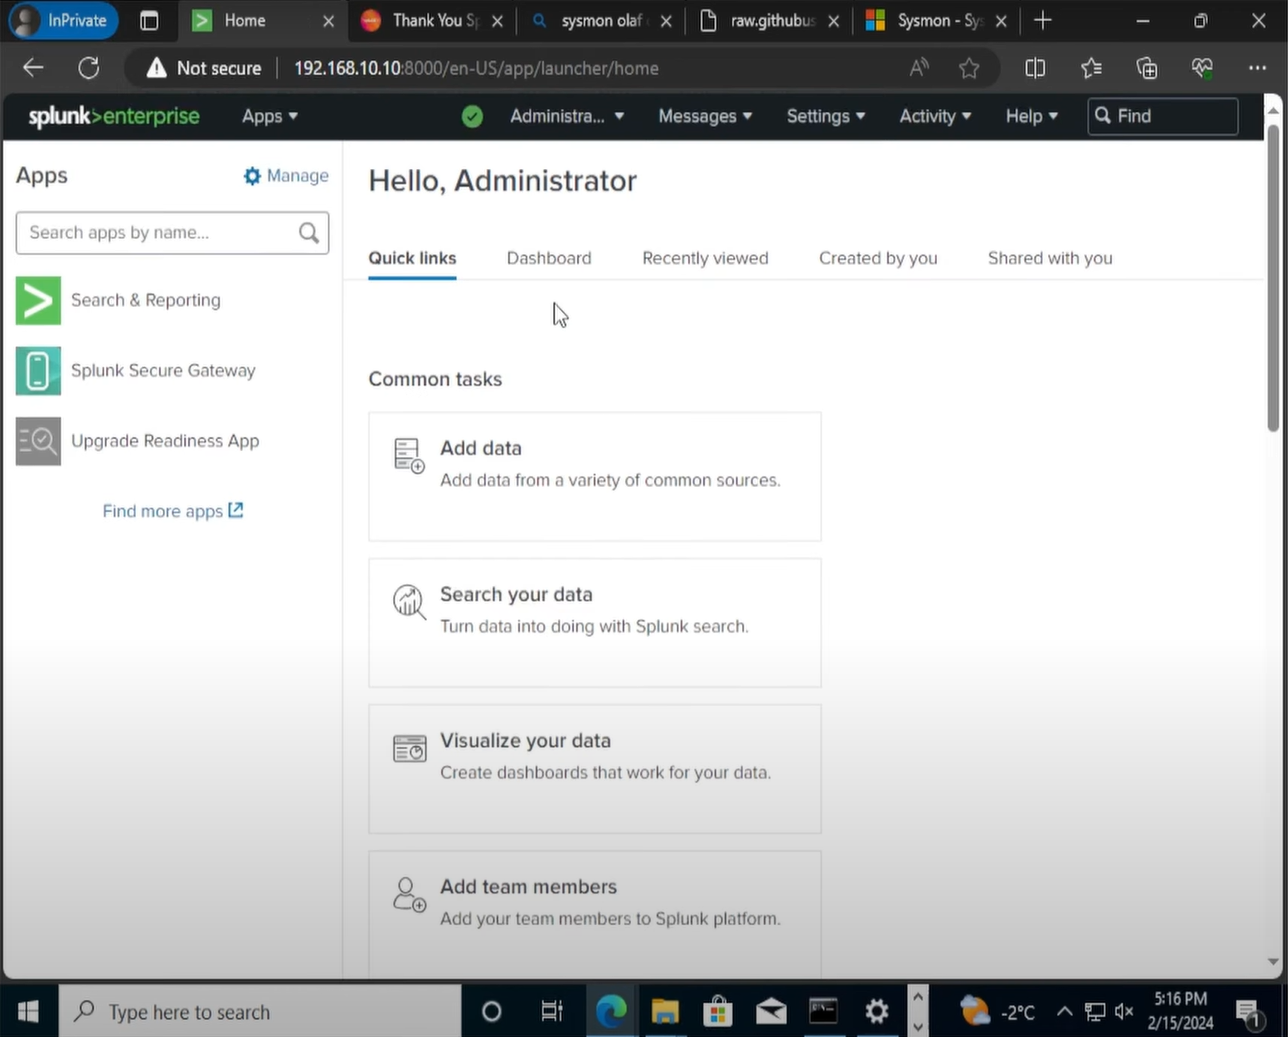 InPrivate
Home
Thank You Sp
sysmon olaf
raw.githubus
Sysmon - Sys
Not secure
192.168.10.10:8000/en-US/app/launcher/home
splunk>enterprise
Apps
Administra...
Messages
Settings
Activity
Help
Find
Apps
Manage
Search apps by name...
Search & Reporting
Splunk Secure Gateway
Upgrade Readiness App
Find more apps
Hello, Administrator
Quick links
Dashboard
Recently viewed
Created by you
Shared with you
Common tasks
Add data
Add data from a variety of common sources.
Search your data
Turn data into doing with Splunk search.
Visualize your data
Create dashboards that work for your data.
Add team members
Add your team members to Splunk platform.
Type here to search
-2°C
5:16 PM
2/15/2024
1